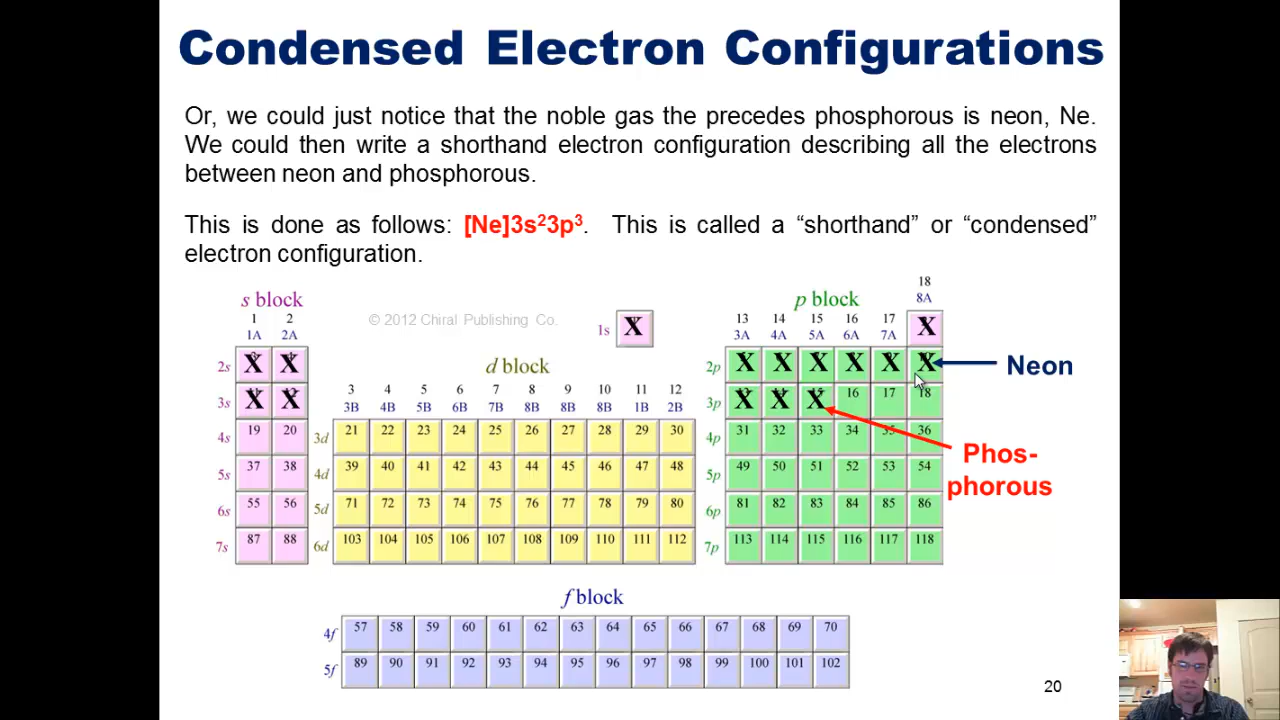 Condensed Electron Configurations
Or, we could just notice that the noble gas the precedes phosphorous is neon, Ne.
We could then write a shorthand electron configuration describing all the electrons
between neon and phosphorous.
This is done as follows: [Ne]3s²3p³. This is called a “shorthand” or “condensed”
electron configuration.
s block
© 2012 Chiral Publishing Co.
p block
18
8A
1 2
1A 2A
1s X
13 14 15 16 17
3A 4A 5A 6A 7A
X
2s X X
d block
2p X X X X X X
Neon
3s X X
3 4 5 6 7 8 9 10 11 12
3B 4B 5B 6B 7B 8B 8B 8B 1B 2B
3p X X X 16 17 18
4s 19 20
3d 21 22 23 24 25 26 27 28 29 30
4p 31 32 33 34 35 36
Phos-
phorous
5s 37 38
4d 39 40 41 42 43 44 45 46 47 48
5p 49 50 51 52 53 54
6s 55 56
5d 71 72 73 74 75 76 77 78 79 80
6p 81 82 83 84 85 86
7s 87 88
6d 103 104 105 106 107 108 109 110 111 112
7p 113 114 115 116 117 118
f block
4f 57 58 59 60 61 62 63 64 65 66 67 68 69 70
5f 89 90 91 92 93 94 95 96 97 98 99 100 101 102
20